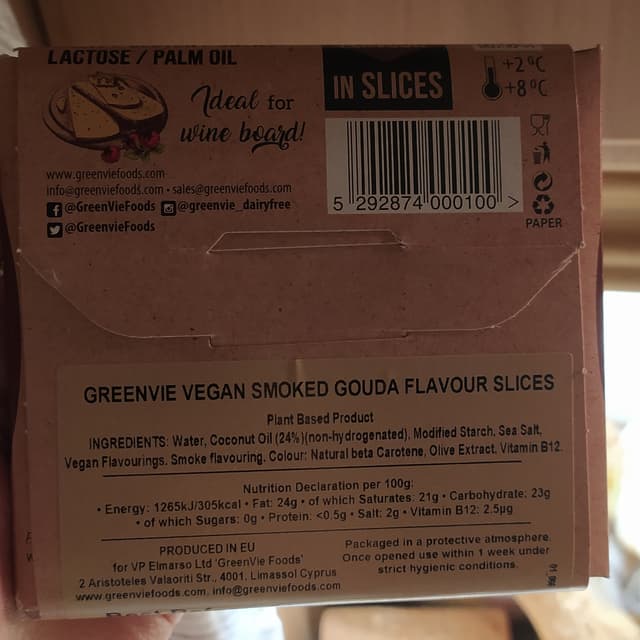 LACTOSE / PALM OIL
Ideal for
wine board!
IN SLICES
+2 °C
+8 °C
www.greenviefoods.com
info@greenviefoods.com • sales@greenviefoods.com
@GreenVieFoods @greenvie_dairyfree
@GreenVieFoods
5 292874 000100 >
PAPER
GREENVIE VEGAN SMOKED GOUDA FLAVOUR SLICES
Plant Based Product
INGREDIENTS: Water, Coconut Oil (24%)(non-hydrogenated), Modified Starch, Sea Salt,
Vegan Flavourings, Smoke flavouring, Colour: Natural beta Carotene, Olive Extract, Vitamin B12.
Nutrition Declaration per 100g:
• Energy: 1265kJ/305kcal • Fat: 24g • of which Saturates: 21g • Carbohydrate: 23g
• of which Sugars: 0g • Protein: <0.5g • Salt: 2g • Vitamin B12: 2.5µg
PRODUCED IN EU
for VP Elmarso Ltd 'GreenVie Foods'
2 Aristoteles Valaoriti Str., 4001, Limassol Cyprus
www.greenviefoods.com, info@greenviefoods.com
Packaged in a protective atmosphere.
Once opened use within 1 week under
strict hygienic conditions.